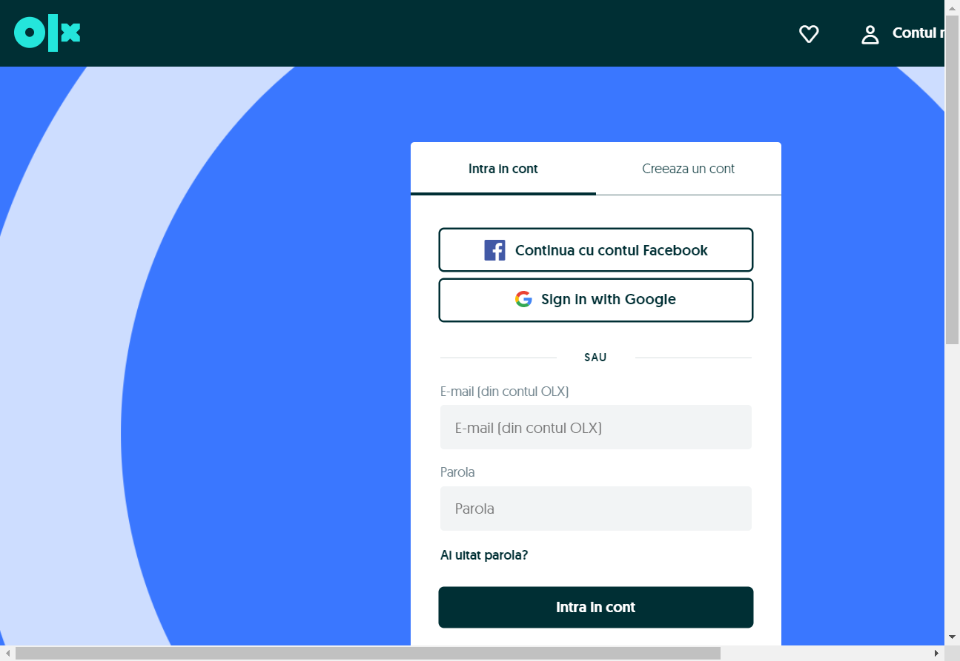 olx
Contul
Intra in cont
Creeaza un cont
Continua cu contul Facebook
Sign in with Google
SAU
E-mail (din contul OLX)
E-mail (din contul OLX)
Parola
Parola
Ai uitat parola?
Intra in cont